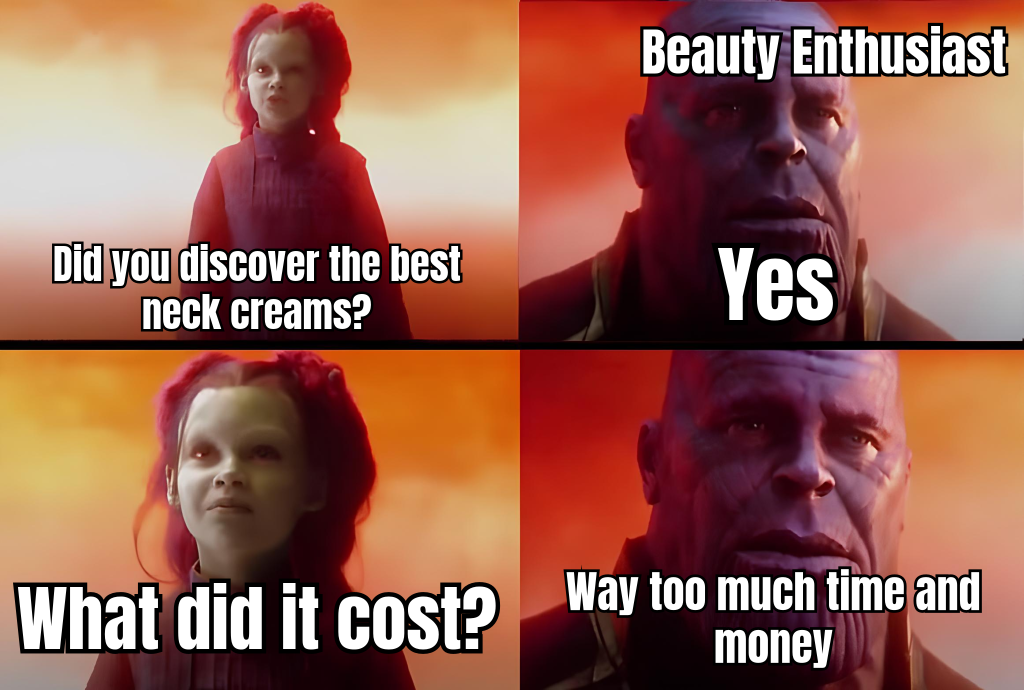 Did you discover the best
neck creams?
Beauty Enthusiast
Yes
What did it cost?
Way too much time and
money